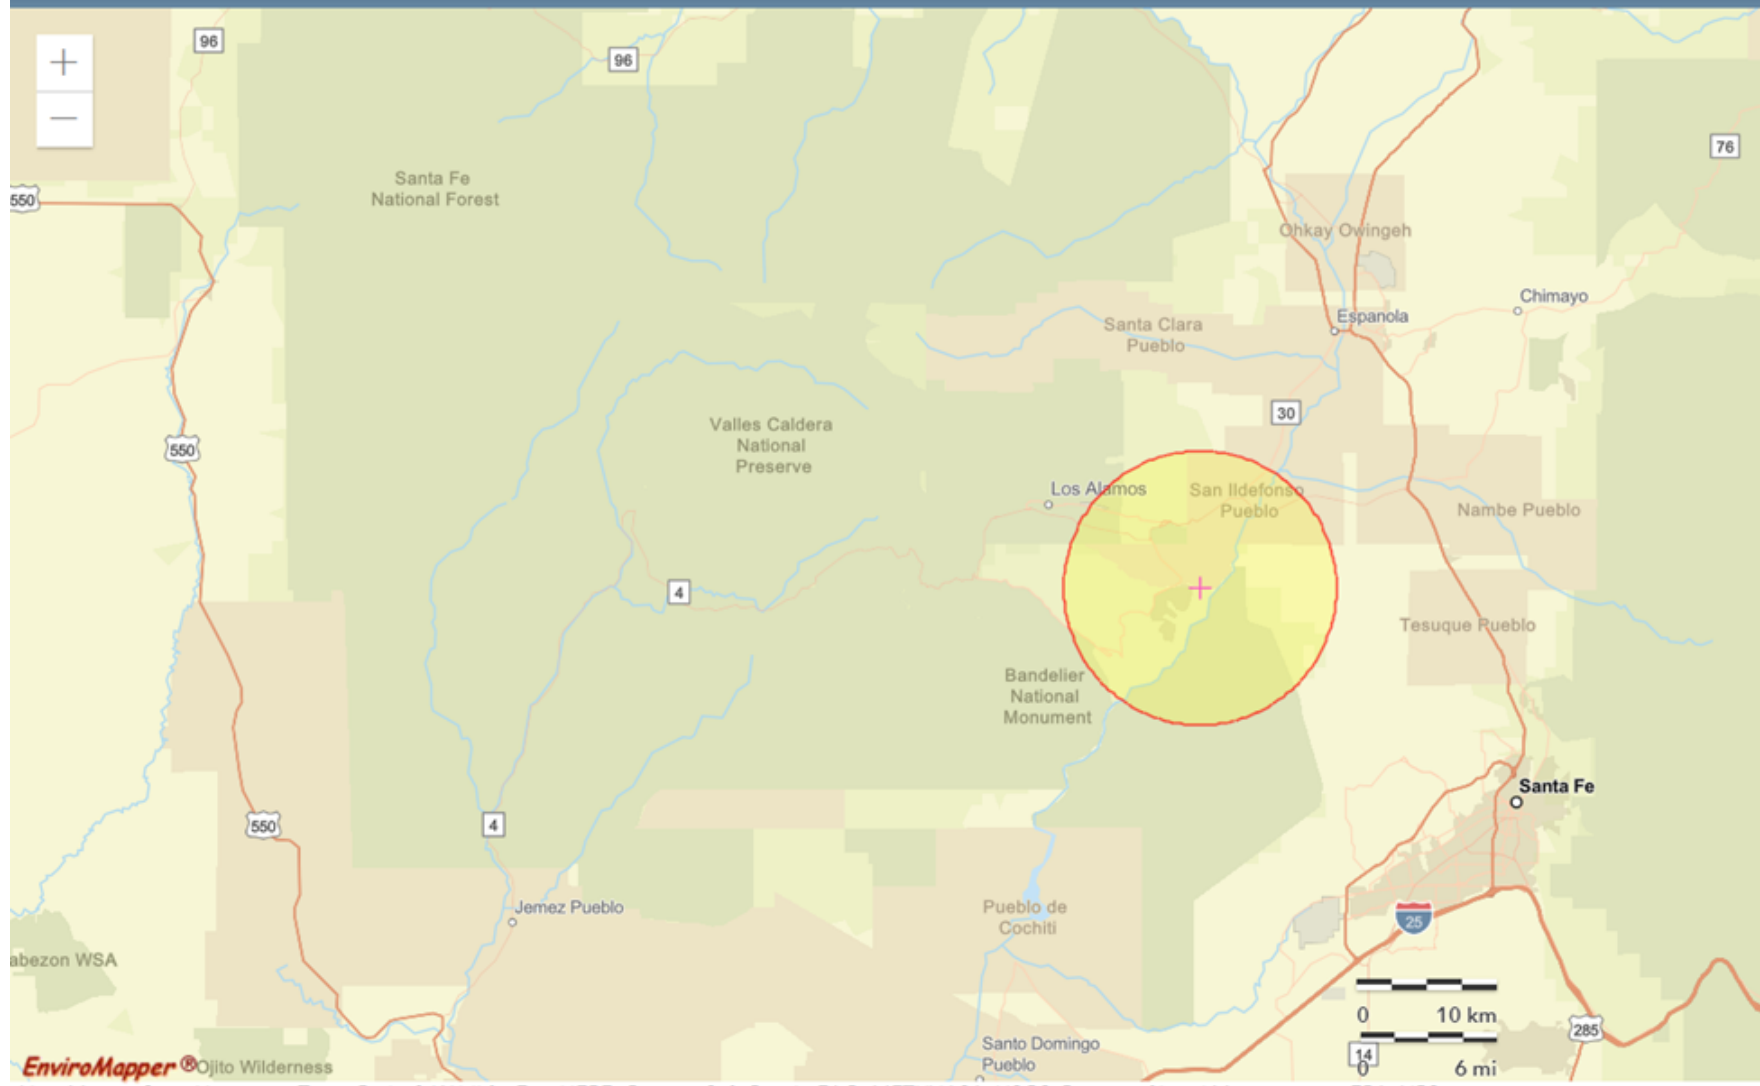 +
−
96
96
76
550
Santa Fe
National Forest
Ohkay Owingeh
Chimayo
Espanola
Santa Clara
Pueblo
30
Valles Caldera
National
Preserve
550
Los Alamos
San Ildefonso
Pueblo
Nambe Pueblo
4
Tesuque Pueblo
Bandelier
National
Monument
Santa Fe
550
4
Jemez Pueblo
Pueblo de
Cochiti
25
abezon WSA
0 10 km
285
Santo Domingo
Pueblo
14
0 6 mi
EnviroMapper ®
Ojito Wilderness